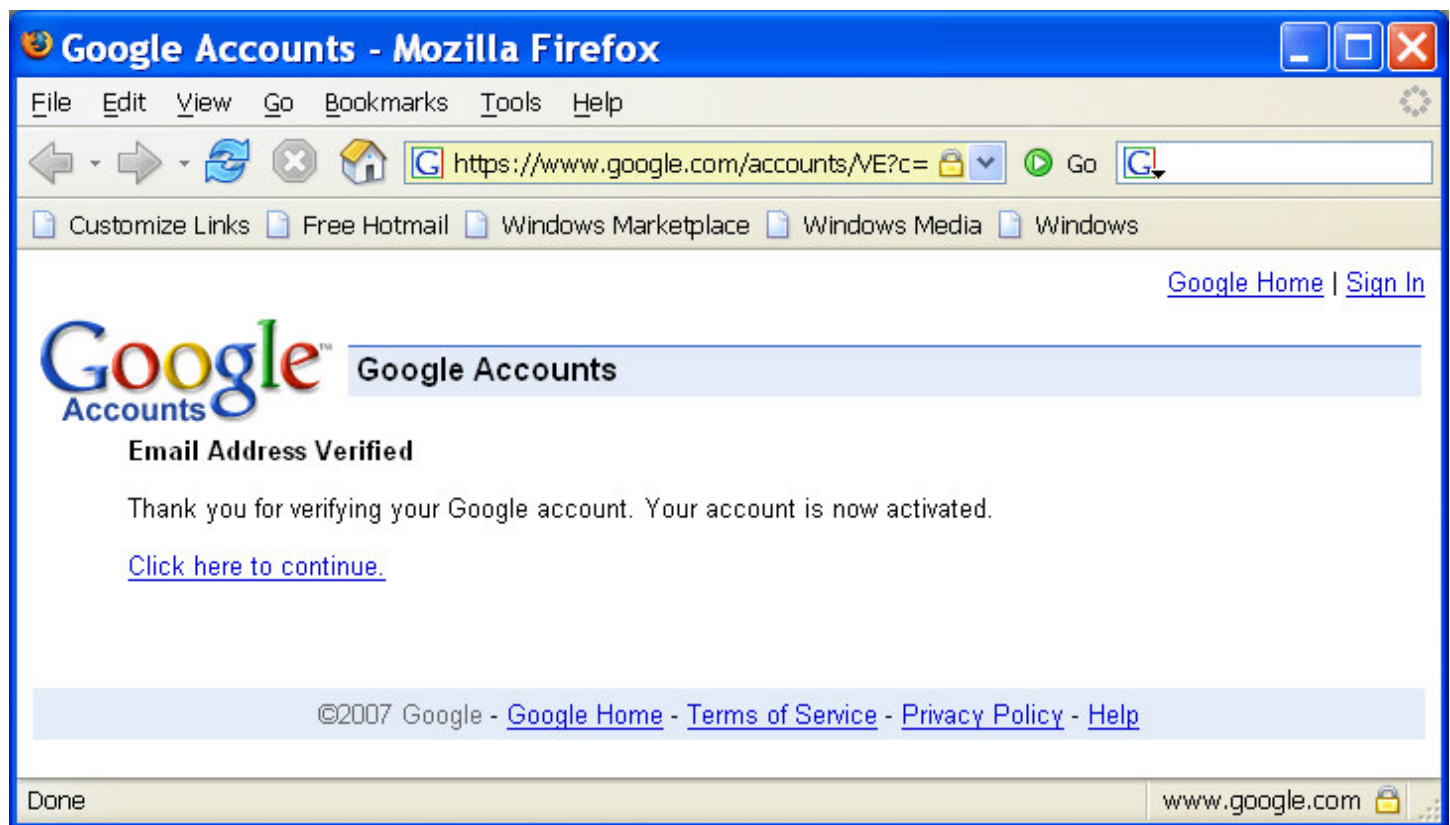 Google Accounts - Mozilla Firefox
File Edit View Go Bookmarks Tools Help
https://www.google.com/accounts/VE?c= Go
Customize Links Free Hotmail Windows Marketplace Windows Media Windows
Google Home | Sign In
Google™ Google Accounts
Accounts
Email Address Verified
Thank you for verifying your Google account. Your account is now activated.
Click here to continue.
©2007 Google - Google Home - Terms of Service - Privacy Policy - Help
Done www.google.com